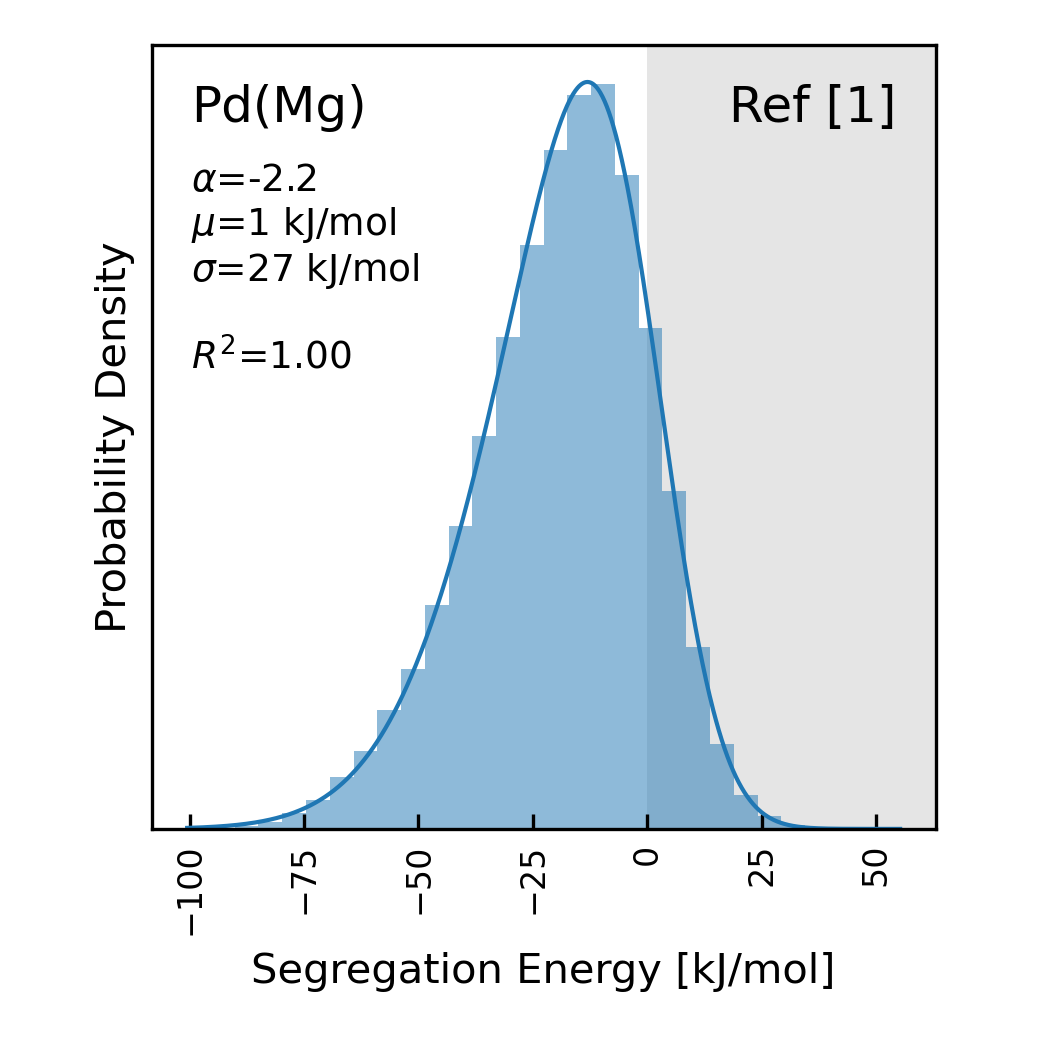 Pd(Mg)
Ref [1]
α=-2.2
μ=1 kJ/mol
σ=27 kJ/mol
R²=1.00
Probability Density
−100
−75
−50
−25
0
25
50
Segregation Energy [kJ/mol]